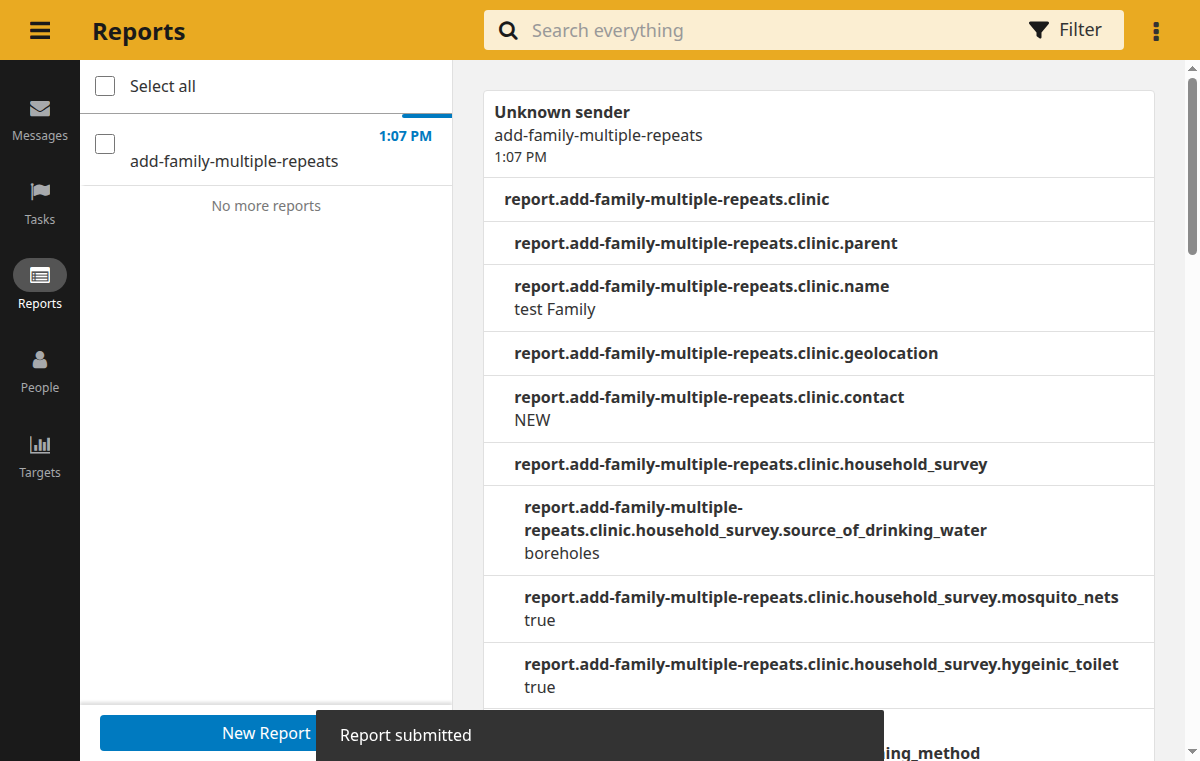 Reports
Search everything
Filter
Messages
Tasks
Reports
People
Targets
Select all
1:07 PM
add-family-multiple-repeats
No more reports
New Report
Unknown sender
add-family-multiple-repeats
1:07 PM
report.add-family-multiple-repeats.clinic
report.add-family-multiple-repeats.clinic.parent
report.add-family-multiple-repeats.clinic.name
test Family
report.add-family-multiple-repeats.clinic.geolocation
report.add-family-multiple-repeats.clinic.contact
NEW
report.add-family-multiple-repeats.clinic.household_survey
report.add-family-multiple-
repeats.clinic.household_survey.source_of_drinking_water
boreholes
report.add-family-multiple-repeats.clinic.household_survey.mosquito_nets
true
report.add-family-multiple-repeats.clinic.household_survey.hygeinic_toilet
true
Report submitted